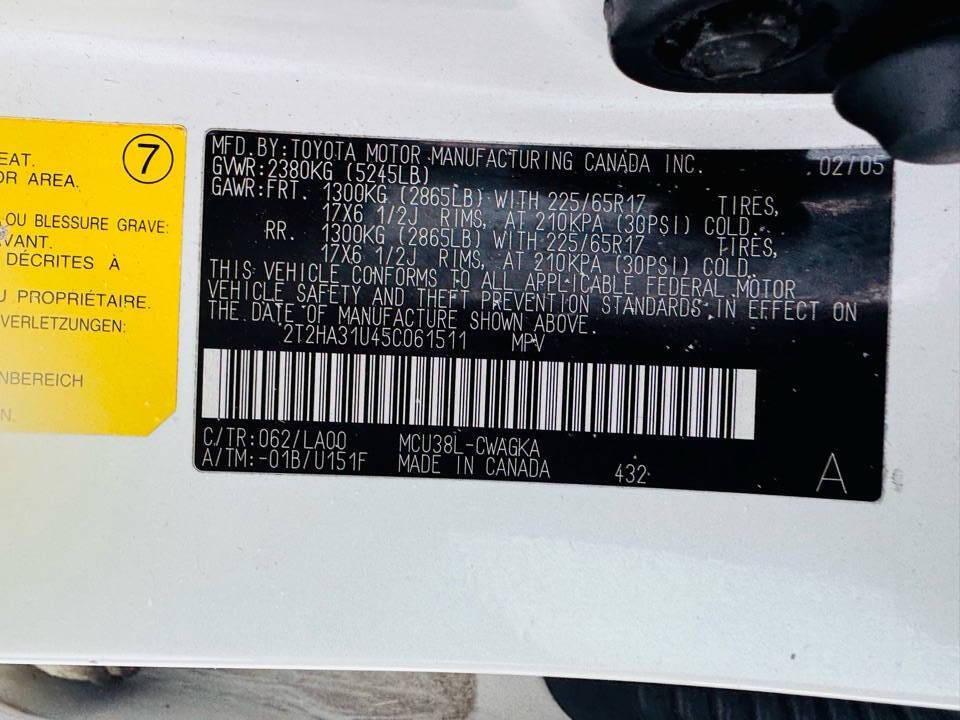 7
EAT.
OR AREA.
OU BLESSURE GRAVE:
AVANT.
DÉCRITES À
U PROPRIÉTAIRE.
VERLETZUNGEN:
NBEREICH
N.
MFD.BY:TOYOTA MOTOR MANUFACTURING CANADA INC. 02/05
GVWR:2380KG (5245LB)
GAWR:FRT. 1300KG (2865LB) WITH 225/65R17 TIRES,
17X6 1/2J RIMS, AT 210KPA (30PSI) COLD.
RR. 1300KG (2865LB) WITH 225/65R17 TIRES,
17X6 1/2J RIMS, AT 210KPA (30PSI) COLD.
THIS VEHICLE CONFORMS TO ALL APPLICABLE FEDERAL MOTOR
VEHICLE SAFETY AND THEFT PREVENTION STANDARDS IN EFFECT ON
THE DATE OF MANUFACTURE SHOWN ABOVE.
2T2HA31U45C061511 MPV
C/TR:062/LA00 MCU38L-CWAGKA
A/TM:-01B/U151F MADE IN CANADA 432 A